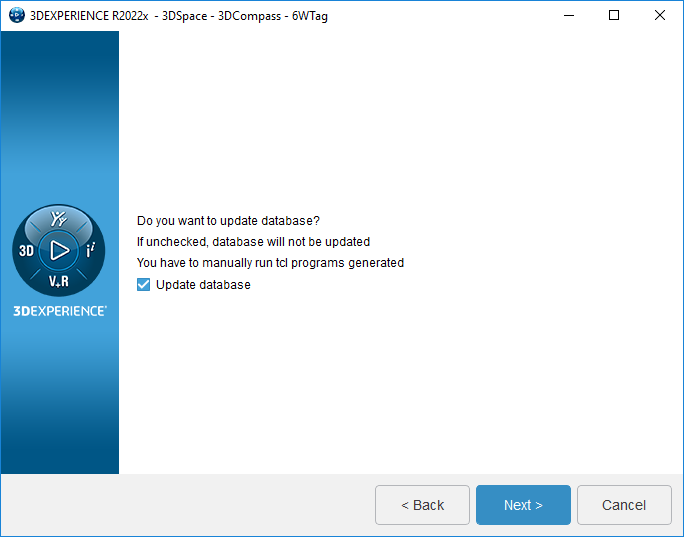 3DEXPERIENCE R2022x - 3DSpace - 3DCompass - 6WTag
Do you want to update database?
If unchecked, database will not be updated
You have to manually run tcl programs generated
Update database
3D
i²
V+R
3DEXPERIENCE
< Back
Next >
Cancel